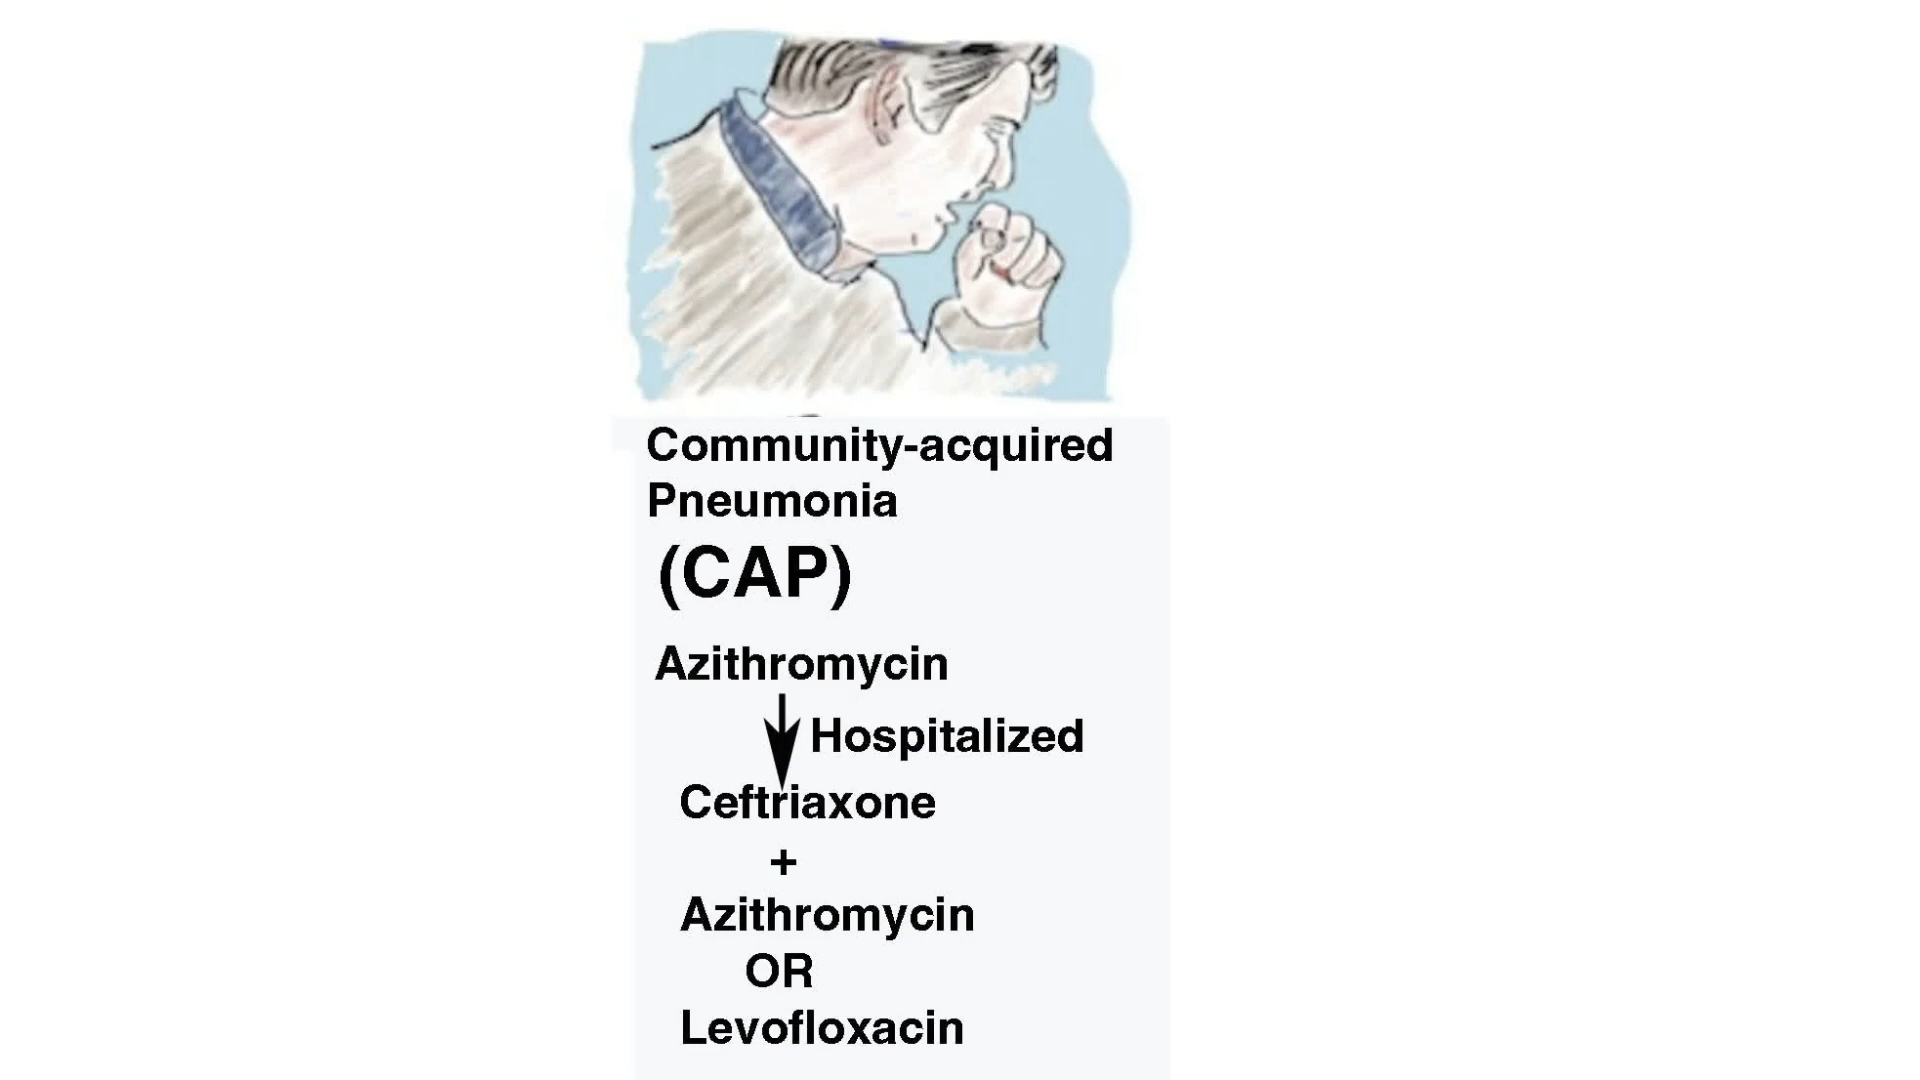 Community-acquired
Pneumonia
(CAP)
Azithromycin
Hospitalized
Ceftriaxone
+
Azithromycin
OR
Levofloxacin